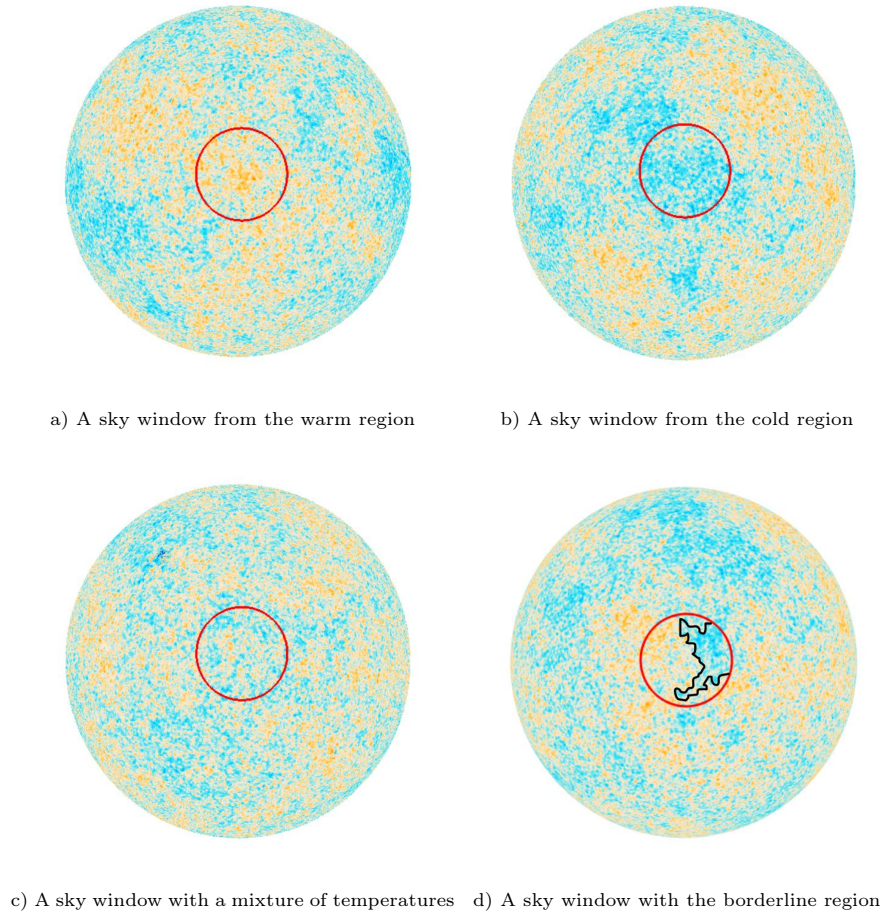 a) A sky window from the warm region
b) A sky window from the cold region
c) A sky window with a mixture of temperatures
d) A sky window with the borderline region